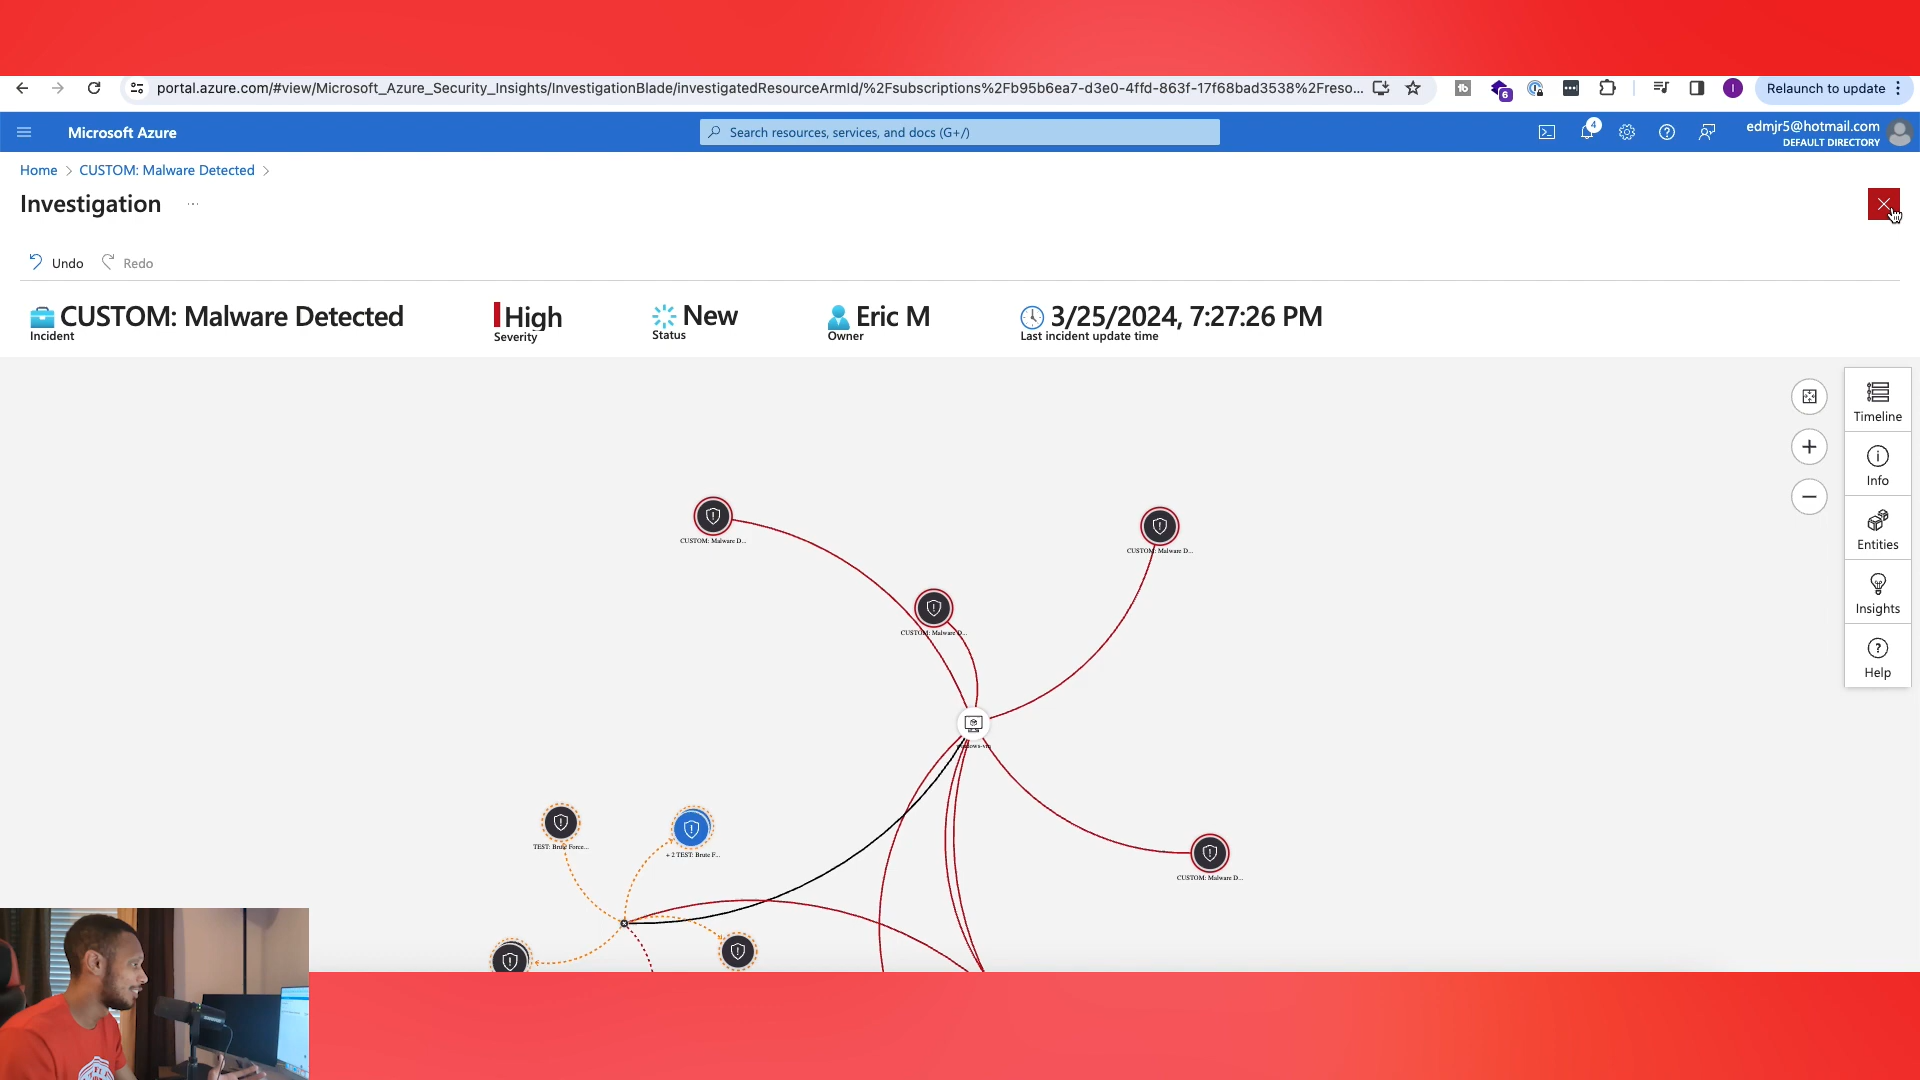 portal.azure.com/#view/Microsoft_Azure_Security_Insights/InvestigationBlade/investigatedResourceArmId/%2Fsubscriptions%2Fb95b6ea7-d3e0-4ffd-863f-17f68bad3538%2Freso...
6
I
Relaunch to update
Microsoft Azure
Search resources, services, and docs (G+/)
4
edmjr5@hotmail.com
DEFAULT DIRECTORY
Home > CUSTOM: Malware Detected >
Investigation ...
Undo Redo
CUSTOM: Malware Detected
Incident
High
Severity
New
Status
Eric M
Owner
3/25/2024, 7:27:26 PM
Last incident update time
Timeline
Info
Entities
Insights
Help
CUSTOM: Malware D...
CUSTOM: Malware D...
CUSTOM: Malware D...
windows-vm
TEST: Brute Force...
+ 2 TEST: Brute F...
CUSTOM: Malware D...